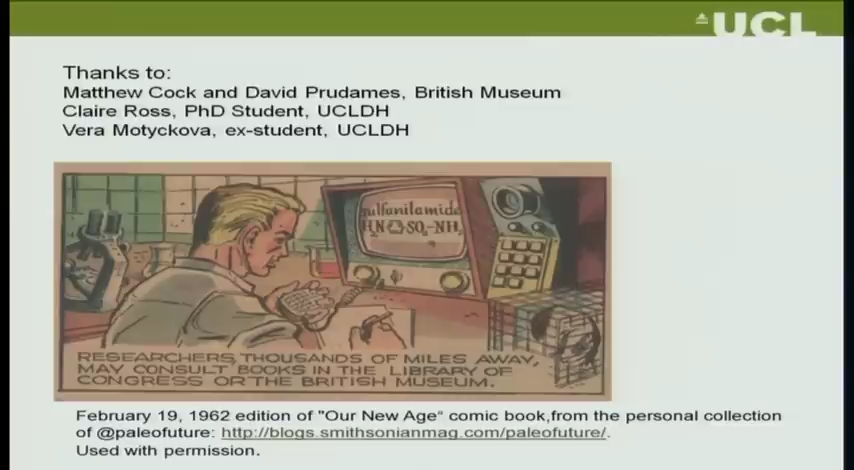 UCL
Thanks to:
Matthew Cock and David Prudames, British Museum
Claire Ross, PhD Student, UCLDH
Vera Motyckova, ex-student, UCLDH
sulfanilamide
H₂N SO₂-NH₂
RESEARCHERS, THOUSANDS OF MILES AWAY,
MAY CONSULT BOOKS IN THE LIBRARY OF
CONGRESS OR THE BRITISH MUSEUM.
February 19, 1962 edition of "Our New Age“ comic book,from the personal collection
of @paleofuture: http://blogs.smithsonianmag.com/paleofuture/.
Used with permission.